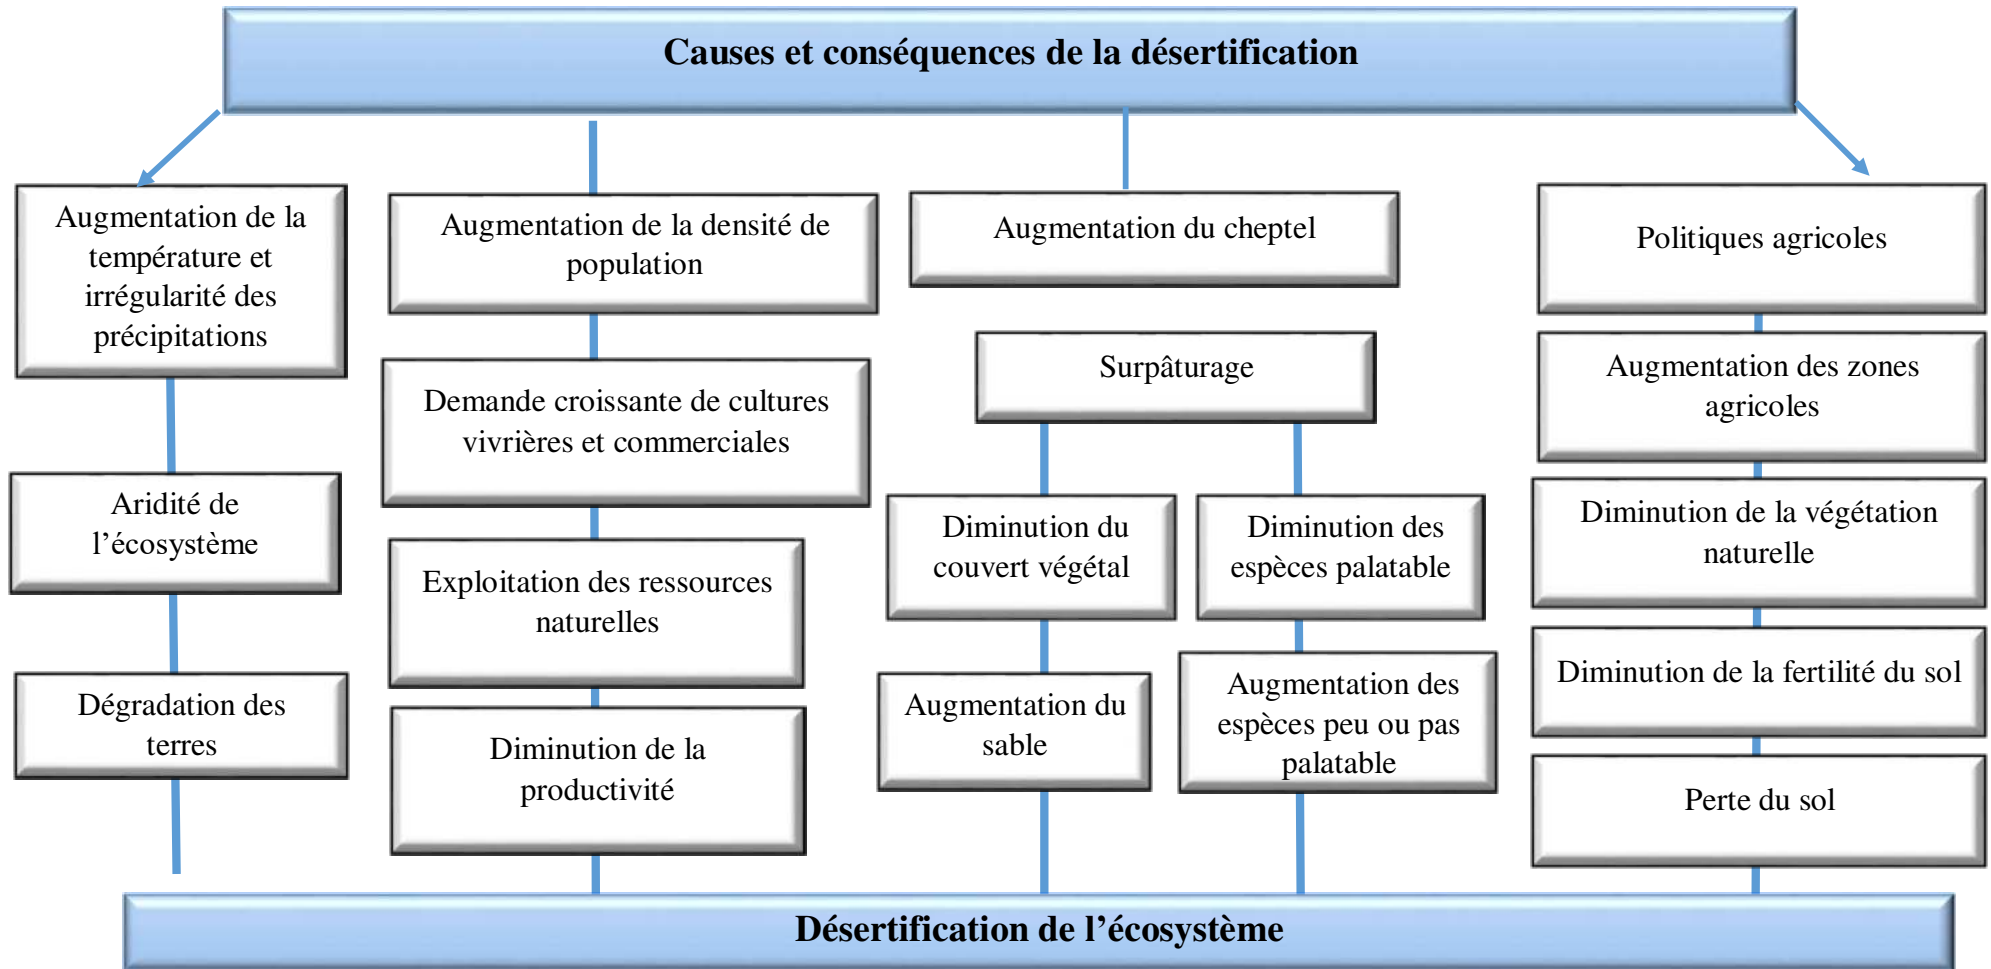 Causes et conséquences de la désertification
Augmentation de la
température et
irrégularité des
précipitations
Aridité de
l’écosystème
Dégradation des
terres
Augmentation de la densité de
population
Demande croissante de cultures
vivrières et commerciales
Exploitation des ressources
naturelles
Diminution de la
productivité
Augmentation du cheptel
Surpâturage
Diminution du
couvert végétal
Augmentation du
sable
Diminution des
espèces palatable
Augmentation des
espèces peu ou pas
palatable
Politiques agricoles
Augmentation des zones
agricoles
Diminution de la végétation
naturelle
Diminution de la fertilité du sol
Perte du sol
Désertification de l’écosystème